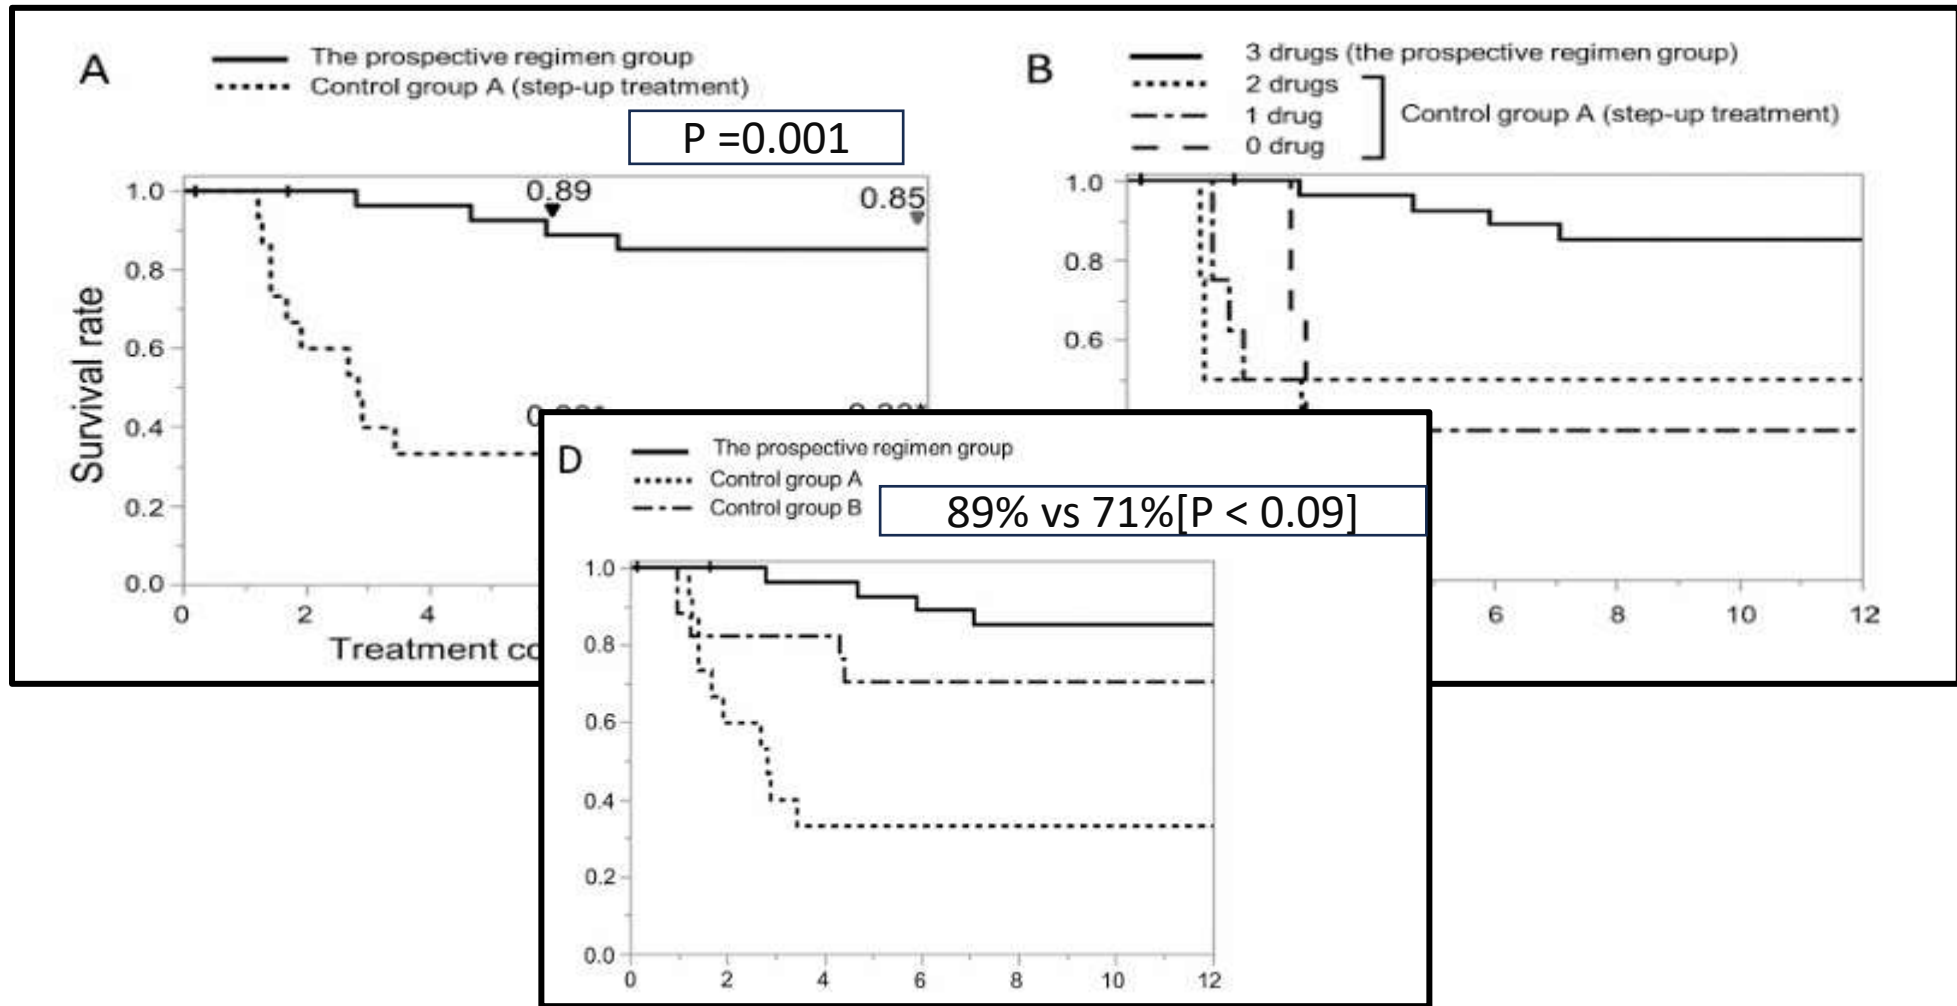 A
The prospective regimen group
Control group A (step-up treatment)
P =0.001
1.0
0.89
0.85
0.8
0.6
0.4
0.2
0.0
Survival rate
0
2
4
Treatment
B
3 drugs (the prospective regimen group)
2 drugs
1 drug
0 drug
Control group A (step-up treatment)
1.0
0.8
0.6
6
8
10
12
D
The prospective regimen group
Control group A
Control group B
89% vs 71%[P < 0.09]
1.0
0.8
0.6
0.4
0.2
0.0
0
2
4
6
8
10
12